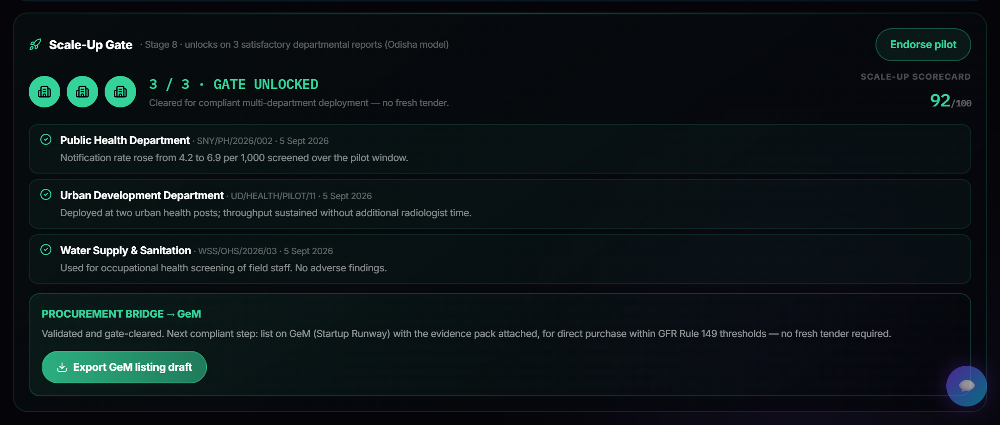 Scale-Up Gate · Stage 8 · unlocks on 3 satisfactory departmental reports (Odisha model)
Endorse pilot
3 / 3 · GATE UNLOCKED
Cleared for compliant multi-department deployment — no fresh tender.
SCALE-UP SCORECARD
92/100
Public Health Department · SNY/PH/2026/002 · 5 Sept 2026
Notification rate rose from 4.2 to 6.9 per 1,000 screened over the pilot window.
Urban Development Department · UD/HEALTH/PILOT/11 · 5 Sept 2026
Deployed at two urban health posts; throughput sustained without additional radiologist time.
Water Supply & Sanitation · WSS/OHS/2026/03 · 5 Sept 2026
Used for occupational health screening of field staff. No adverse findings.
PROCUREMENT BRIDGE → GeM
Validated and gate-cleared. Next compliant step: list on GeM (Startup Runway) with the evidence pack attached, for direct purchase within GFR Rule 149 thresholds — no fresh tender required.
Export GeM listing draft